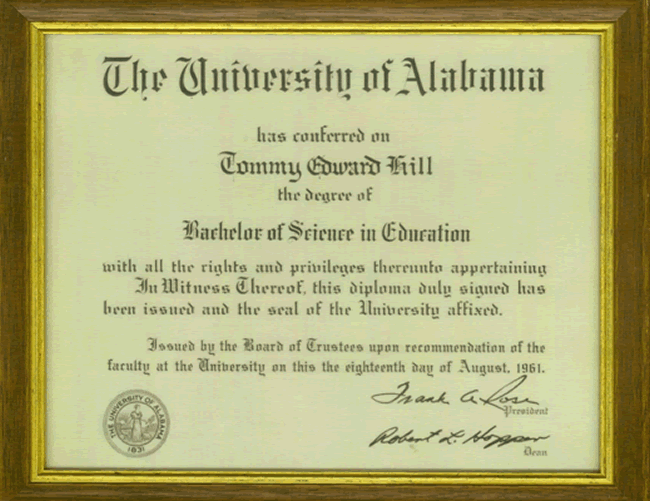 The University of Alabama
has conferred on
Tommy Edward Hill
the degree of
Bachelor of Science in Education
with all the rights and privileges thereunto appertaining
In Witness Thereof, this diploma duly signed has
been issued and the seal of the University affixed.
Issued by the Board of Trustees upon recommendation of the
faculty at the University on this the eighteenth day of August, 1961.
Frank A. Rose
President
Robert L. Hopper
Dean
THE UNIVERSITY OF ALABAMA
1831